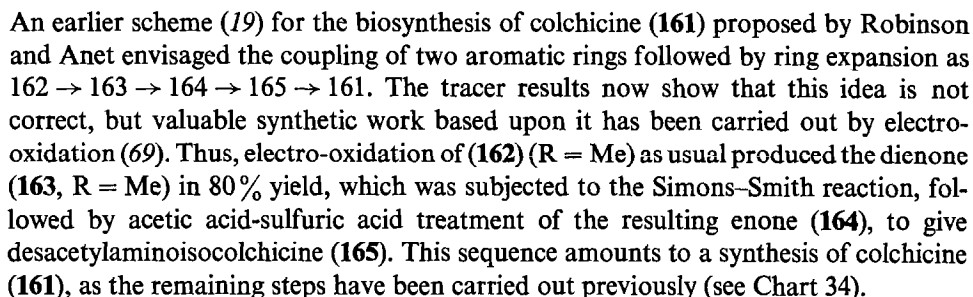 An earlier scheme (19) for the biosynthesis of colchicine (161) proposed by Robinson
and Anet envisaged the coupling of two aromatic rings followed by ring expansion as
162 → 163 → 164 → 165 → 161. The tracer results now show that this idea is not
correct, but valuable synthetic work based upon it has been carried out by electro-
oxidation (69). Thus, electro-oxidation of (162) (R = Me) as usual produced the dienone
(163, R = Me) in 80% yield, which was subjected to the Simons–Smith reaction, fol-
lowed by acetic acid-sulfuric acid treatment of the resulting enone (164), to give
desacetylaminoisocolchicine (165). This sequence amounts to a synthesis of colchicine
(161), as the remaining steps have been carried out previously (see Chart 34).